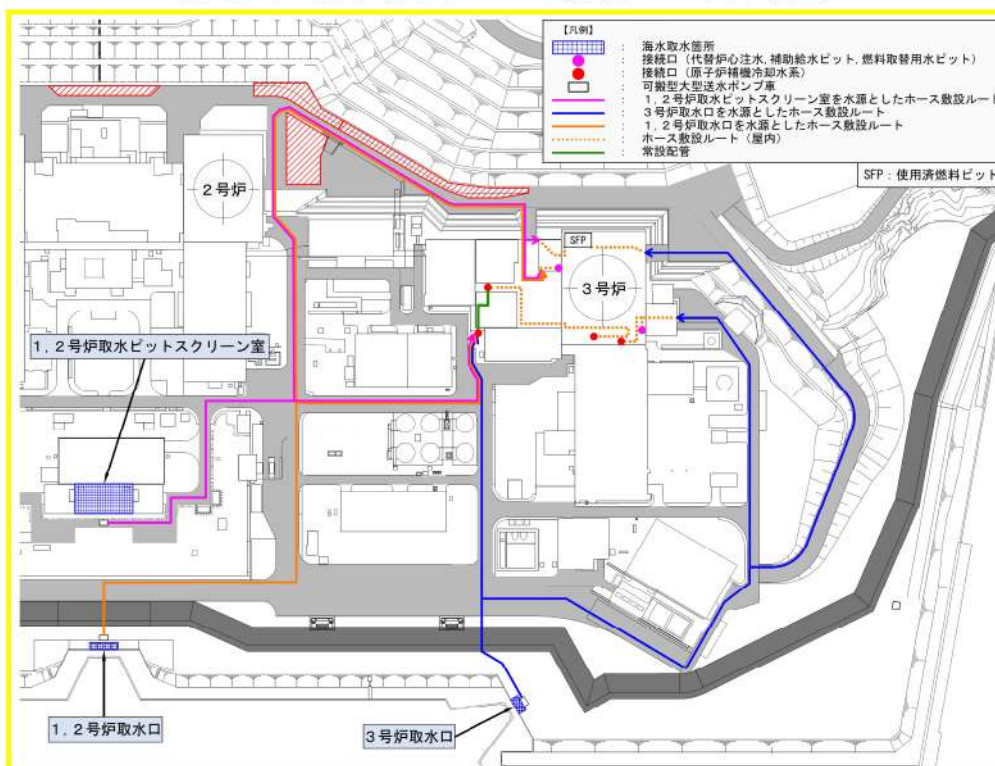 【凡例】
： 海水取水箇所
： 接続口（代替炉心注水，補助給水ピット，燃料取替用水ピット）
： 接続口（原子炉補機冷却水系）
： 可搬型大型送水ポンプ車
： 1，2号炉取水ピットスクリーン室を水源としたホース敷設ルート
： 3号炉取水口を水源としたホース敷設ルート
： 1，2号炉取水口を水源としたホース敷設ルート
： ホース敷設ルート（屋内）
： 常設配管
SFP：使用済燃料ピット
2号炉
SFP
3号炉
1，2号炉取水ピットスクリーン室
1，2号炉取水口
3号炉取水口